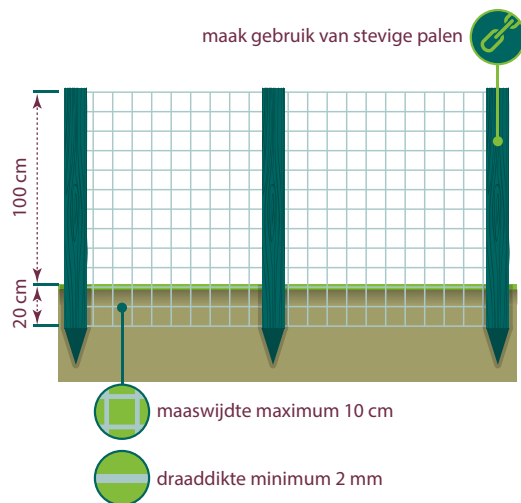 maak gebruik van stevige palen
100 cm
20 cm
maaswijdte maximum 10 cm
draaddikte minimum 2 mm